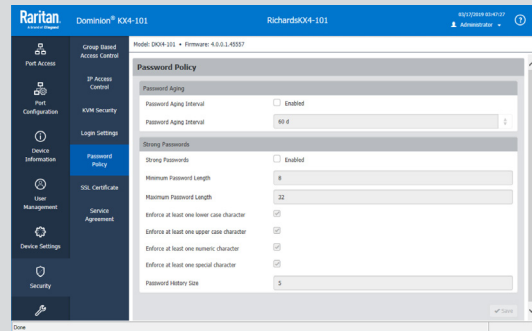 Raritan.
A brand of legrand
Dominion® KX4-101
RichardsKX4-101
03/17/2019 03:47:27
Administrator
Port Access
Port
Configuration
Device
Information
User
Management
Device Settings
Security
Group Based
Access Control
IP Access
Control
KVM Security
Login Settings
Password
Policy
SSL Certificate
Service
Agreement
Model: DKX4-101 • Firmware: 4.0.0.1.45557
Password Policy
Password Aging
Password Aging Interval
Enabled
Password Aging Interval
60 d
Strong Passwords
Strong Passwords
Enabled
Minimum Password Length
8
Maximum Password Length
32
Enforce at least one lower case character
Enforce at least one upper case character
Enforce at least one numeric character
Enforce at least one special character
Password History Size
5
Save
Done